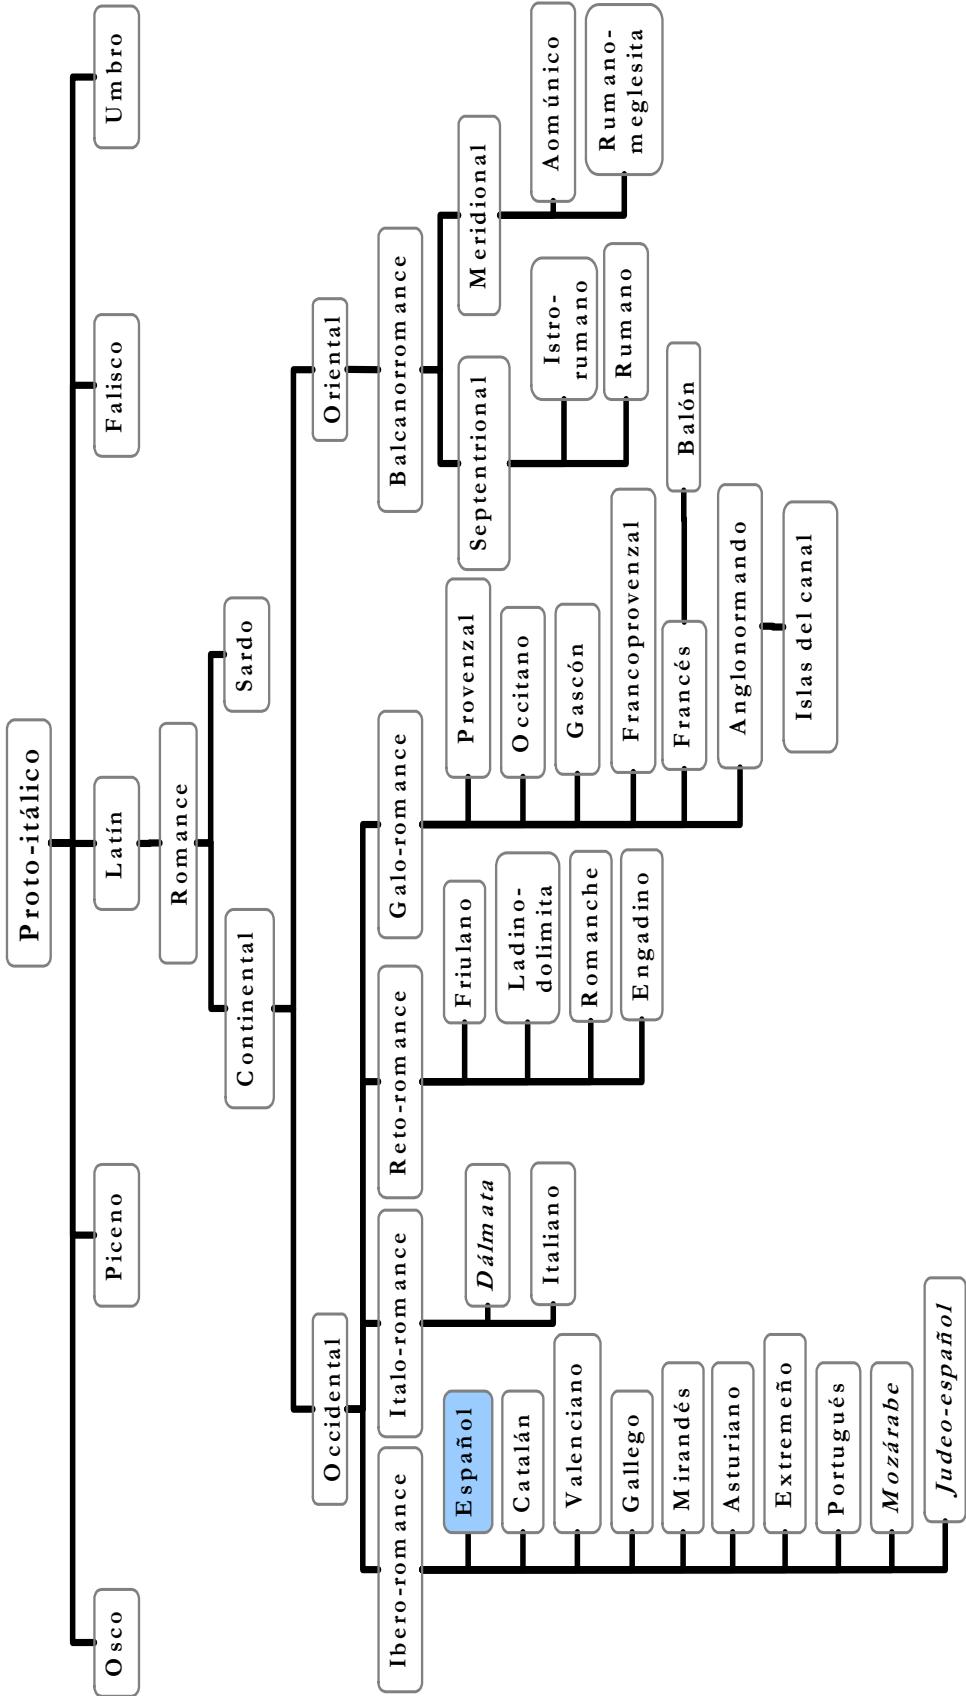 Proto-itálico
Osco
Piceno
Latín
Falisco
Umbro
Romance
Continental
Sardo
Occidental
Oriental
Ibero-romance
Italo-romance
Reto-romance
Galo-romance
Balcanorromance
Español
Catalán
Valenciano
Gallego
Mirandés
Asturiano
Extremeño
Portugués
Mozárabe
Judeo-español
Dálmata
Italiano
Friulano
Ladino-
dolimita
Romanche
Engadino
Provenzal
Occitano
Gascón
Francoprovenzal
Francés
Balón
Anglonormando
Islas del canal
Septentrional
Istro-
rumano
Rumano
Meridional
Aomúnico
Rumano-
meglesita